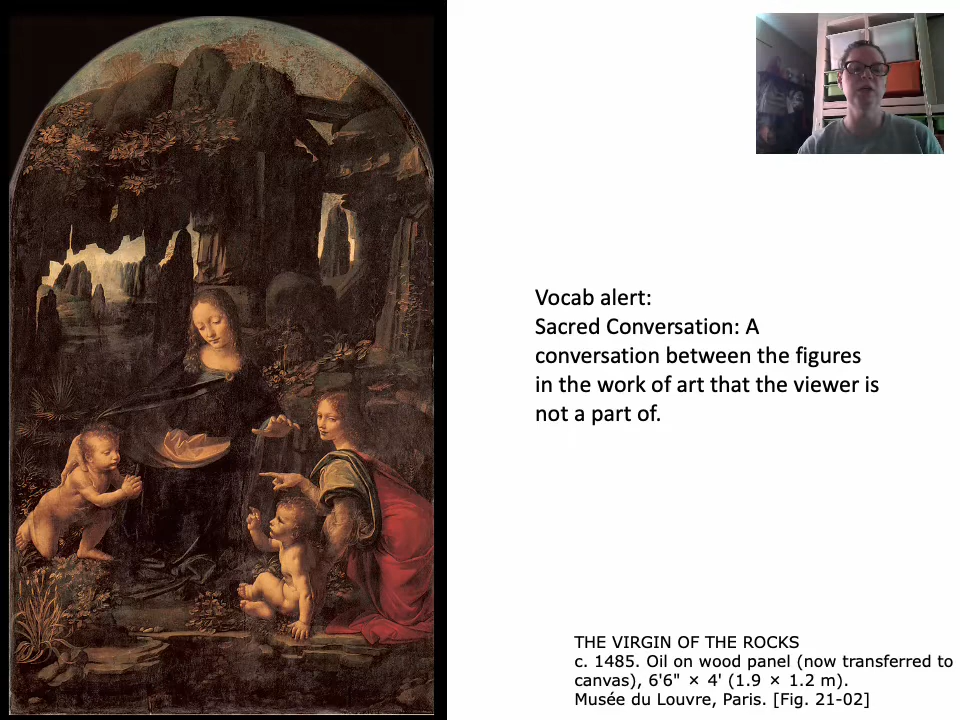 Vocab alert:
Sacred Conversation: A
conversation between the figures
in the work of art that the viewer is
not a part of.
THE VIRGIN OF THE ROCKS
c. 1485. Oil on wood panel (now transferred to
canvas), 6'6" × 4' (1.9 × 1.2 m).
Musée du Louvre, Paris. [Fig. 21-02]